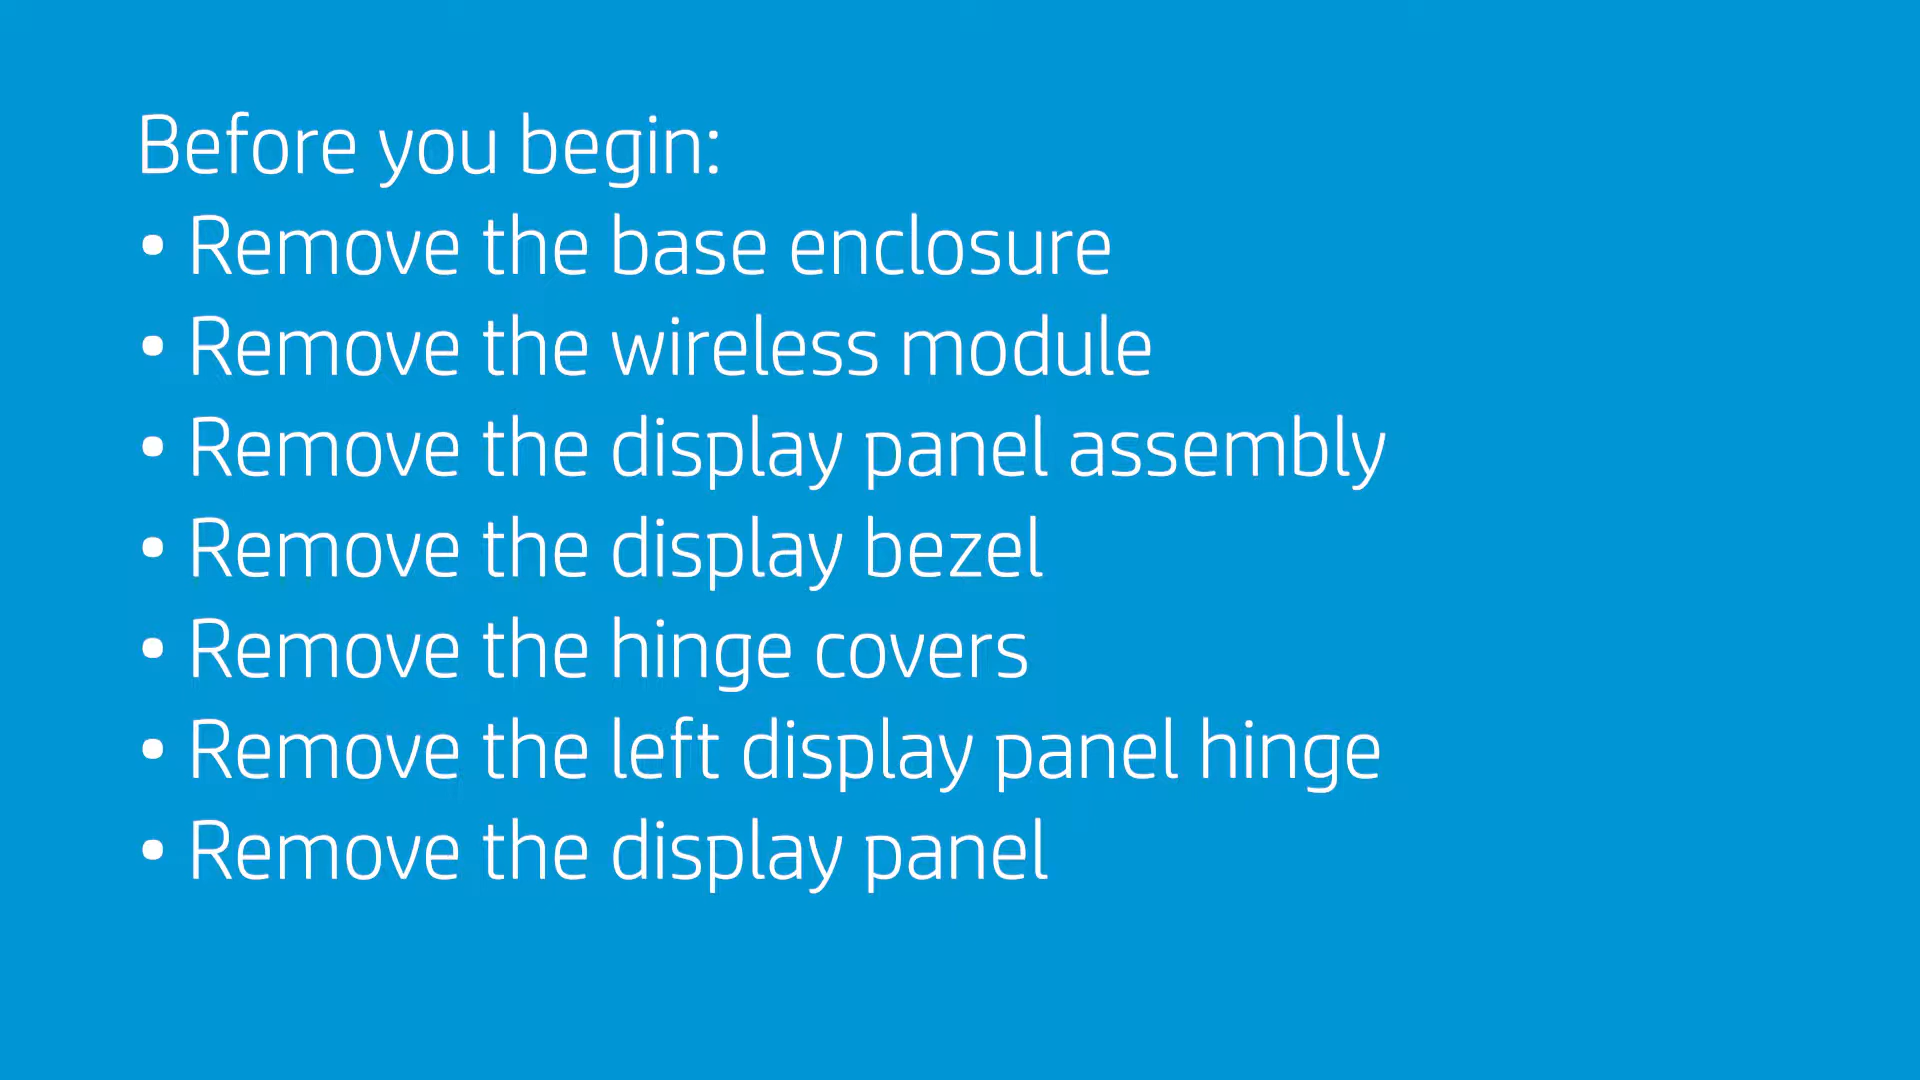 Before you begin:
• Remove the base enclosure
• Remove the wireless module
• Remove the display panel assembly
• Remove the display bezel
• Remove the hinge covers
• Remove the left display panel hinge
• Remove the display panel